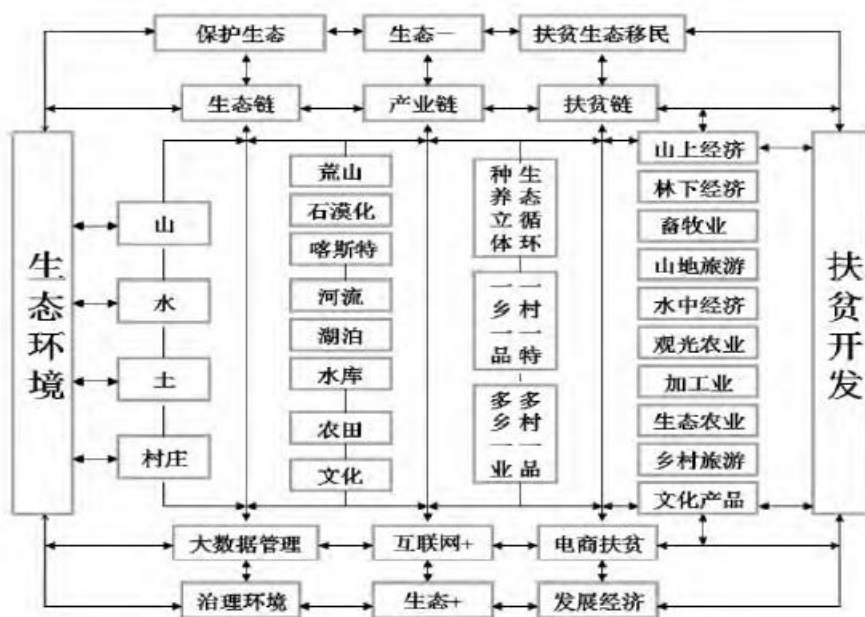 保护生态
生态一
扶贫生态移民
生态链
产业链
扶贫链
生态环境
山
水
土
村庄
荒山
石漠化
喀斯特
河流
湖泊
水库
农田
文化
种养立体
生态循环
一乡一品
一村一特
多乡一业
多村一品
山上经济
林下经济
畜牧业
山地旅游
水中经济
观光农业
加工业
生态农业
乡村旅游
文化产品
扶贫开发
大数据管理
互联网+
电商扶贫
治理环境
生态+
发展经济